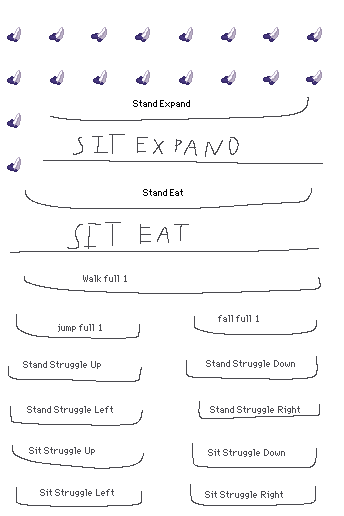 Stand Expand
SIT EXPAND
Stand Eat
SIT EAT
Walk full 1
jump full 1
fall full 1
Stand Struggle Up
Stand Struggle Down
Stand Struggle Left
Stand Struggle Right
Sit Struggle Up
Sit Struggle Down
Sit Struggle Left
Sit Struggle Right